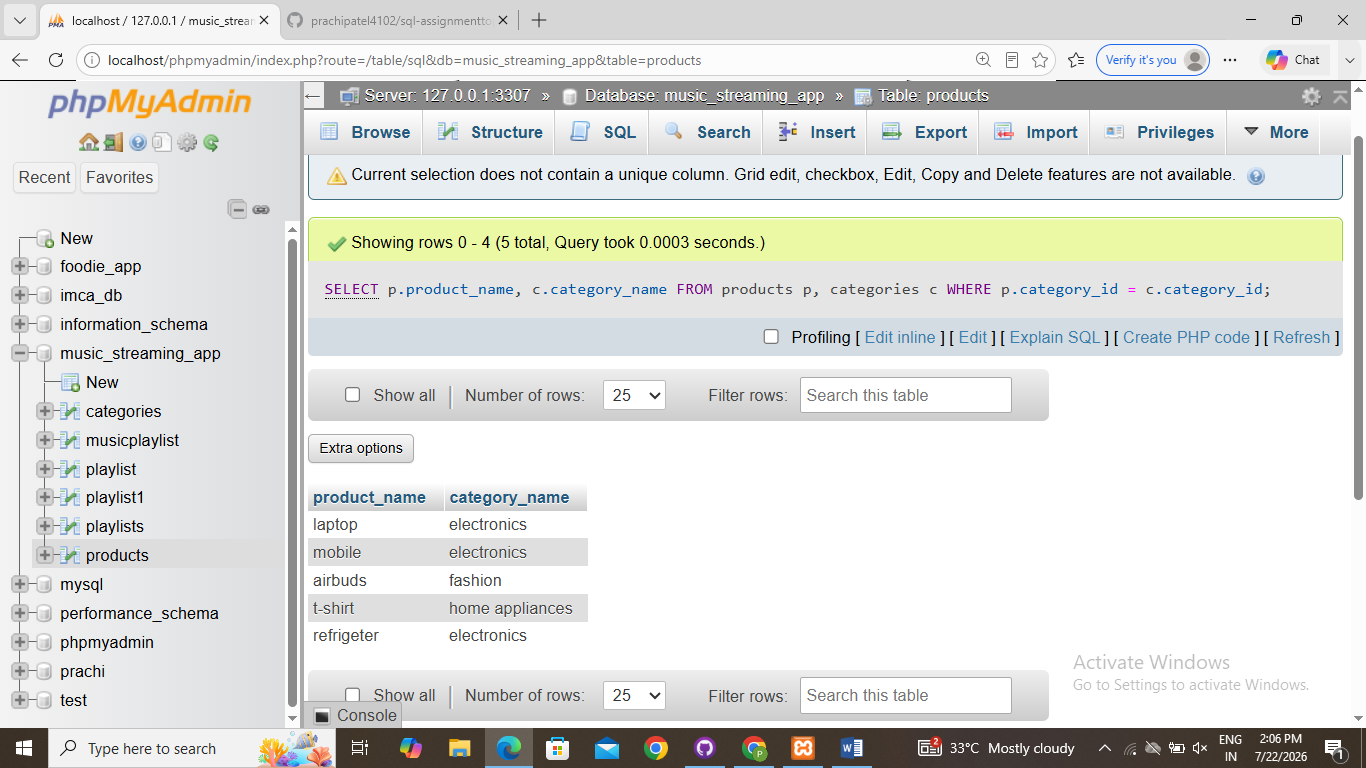 localhost / 127.0.0.1 / music_strear
prachipatel4102/sql-assignmentto
localhost/phpmyadmin/index.php?route=/table/sql&db=music_streaming_app&table=products
Verify it's you
Chat
phpMyAdmin
Recent
Favorites
New
foodie_app
imca_db
information_schema
music_streaming_app
New
categories
musicplaylist
playlist
playlist1
playlists
products
mysql
performance_schema
phpmyadmin
prachi
test
Server: 127.0.0.1:3307 » Database: music_streaming_app » Table: products
Browse Structure SQL Search Insert Export Import Privileges More
Current selection does not contain a unique column. Grid edit, checkbox, Edit, Copy and Delete features are not available.
Showing rows 0 - 4 (5 total, Query took 0.0003 seconds.)
SELECT p.product_name, c.category_name FROM products p, categories c WHERE p.category_id = c.category_id;
Profiling [ Edit inline ] [ Edit ] [ Explain SQL ] [ Create PHP code ] [ Refresh ]
Show all Number of rows: 25 Filter rows: Search this table
Extra options
product_name category_name
laptop electronics
mobile electronics
airbuds fashion
t-shirt home appliances
refrigeter electronics
Show all Number of rows: 25 Filter rows: Search this table
Console
Activate Windows
Go to Settings to activate Windows.
Type here to search
2
33°C Mostly cloudy
ENG
IN
2:06 PM
7/22/2026
1